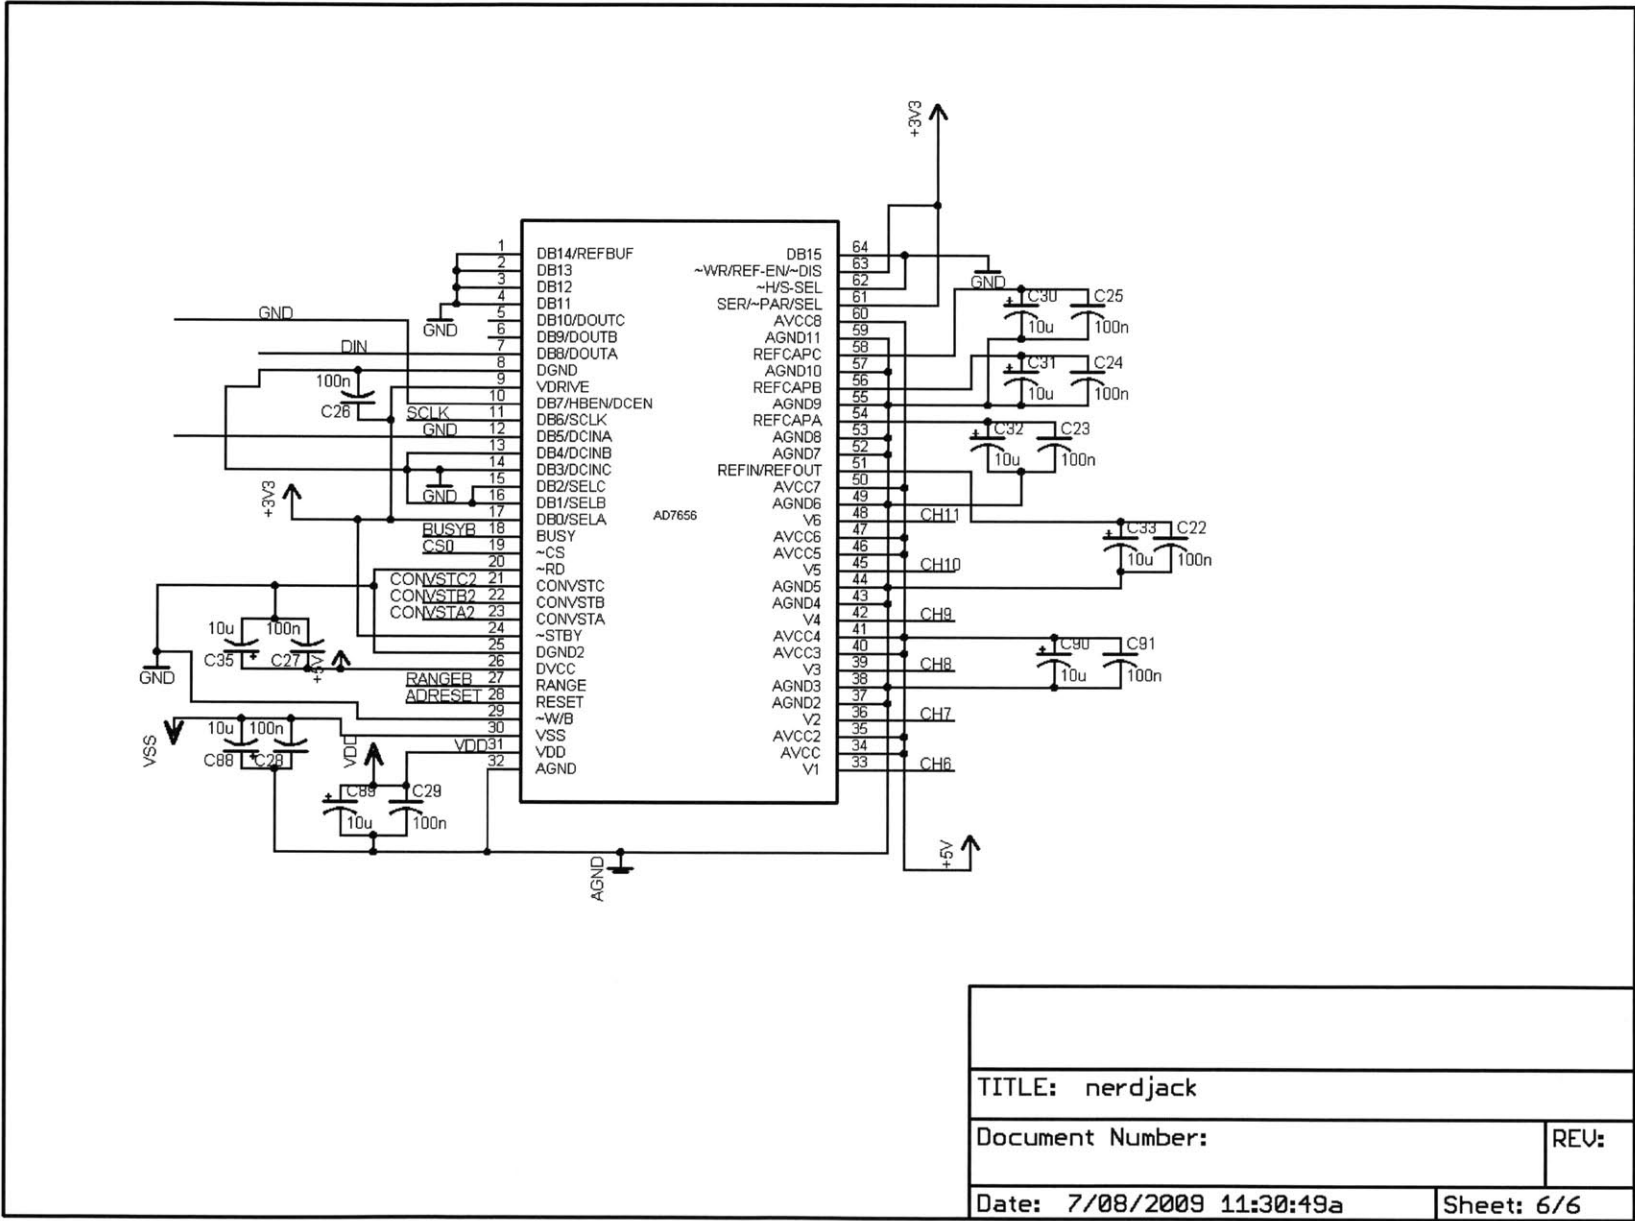 +3V3
1 DB14/REFBUF DB15 64
2 DB13 ~WR/REF-EN/~DIS 63
3 DB12 ~H/S-SEL 62
4 DB11 SER/~PAR/SEL 61
5 DB10/DOUTC AVCC8 60
6 DB9/DOUTB AGND11 59
7 DB8/DOUTA REFCAPC 58
8 DGND AGND10 57
9 VDRIVE REFCAPB 56
10 DB7/HBEN/DCEN AGND9 55
11 DB6/SCLK REFCAPA 54
12 DB5/DCINA AGND8 53
13 DB4/DCINB AGND7 52
14 DB3/DCINC REFIN/REFOUT 51
15 DB2/SELC AVCC7 50
16 DB1/SELB AGND6 49
17 DB0/SELA V6 48
18 BUSY AVCC6 47
19 ~CS AVCC5 46
20 ~RD V5 45
21 CONVSTC AGND5 44
22 CONVSTB AGND4 43
23 CONVSTA V4 42
24 ~STBY AVCC4 41
25 DGND2 AVCC3 40
26 DVCC V3 39
27 RANGE AGND3 38
28 RESET AGND2 37
29 ~W/B V2 36
30 VSS AVCC2 35
31 VDD AVCC 34
32 AGND V1 33
AD7656
GND
GND
DIN
100n
C26
SCLK
GND
GND
+3V3
BUSYB
CS0
CONVSTC2
CONVSTB2
CONVSTA2
10u 100n
C35 C27
+5V
GND
RANGEB
ADRESET
VSS
10u 100n
C88 C28
VDD
VDD
C89 C29
10u 100n
AGND
GND
C30 C25
10u 100n
C31 C24
10u 100n
C32 C23
10u 100n
CH11
C33 C22
10u 100n
CH10
CH9
C90 C91
10u 100n
CH8
CH7
CH6
+5V
TITLE: nerdjack
Document Number:
REV:
Date: 7/08/2009 11:30:49a
Sheet: 6/6